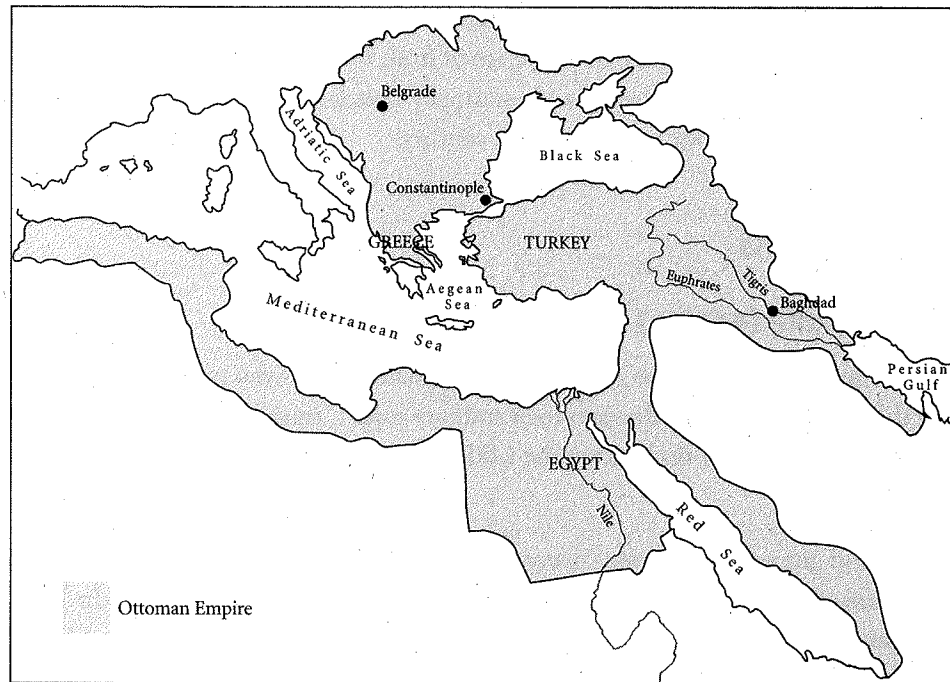 Belgrade
Adriatic Sea
Black Sea
Constantinople
GREECE
TURKEY
Aegean
Sea
Euphrates
Tigris
Baghdad
Mediterranean Sea
Persian
Gulf
EGYPT
Nile
Red Sea
Ottoman Empire